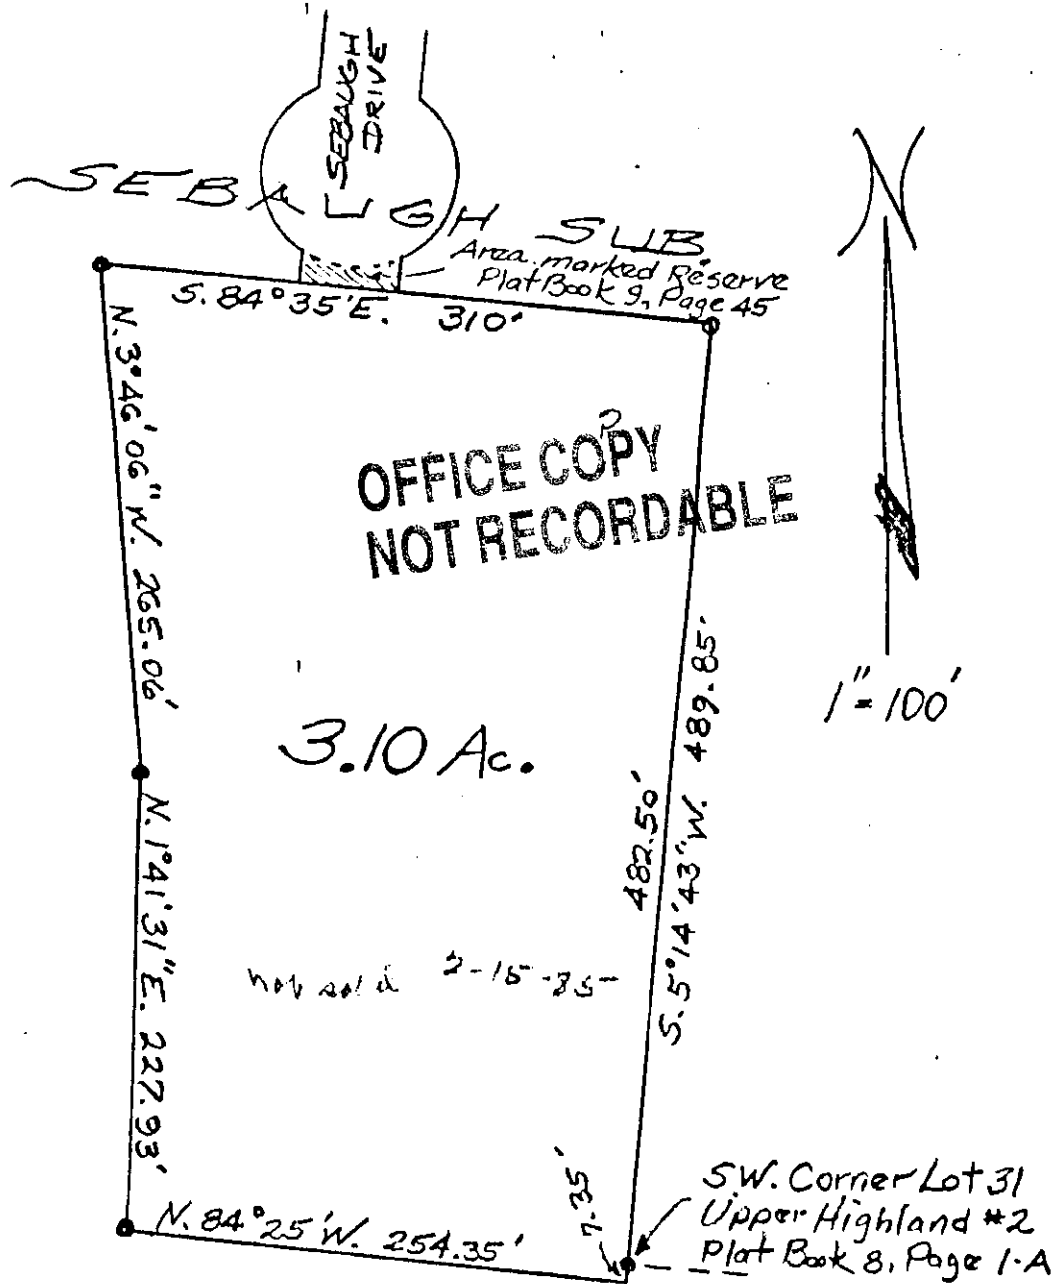 SEBAUGH
DRIVE
SEBAUGH SUB.
Area marked Reserve
Plat Book 9, Page 45
S. 84°35'E. 310'
N
N. 3°46'06"W. 265.06'
OFFICE COPY
NOT RECORDABLE
1"=100'
3.10 Ac.
482.50'
S. 5°14'43"W. 489.85'
N. 1°41'31"E. 227.93'
not sold 2-15-85
7.35'
S.W. Corner Lot 31
Upper Highland #2
Plat Book 8, Page 1-A
N. 84°25'W. 254.35'